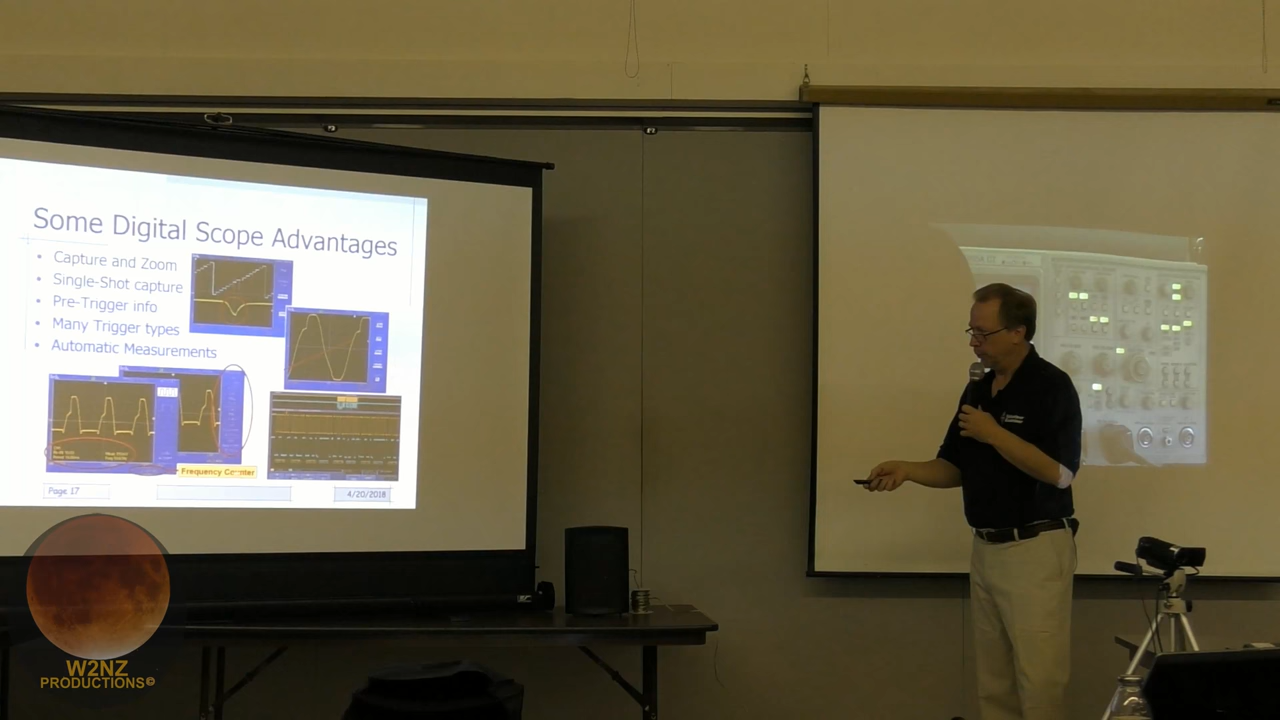 Some Digital Scope Advantages
• Capture and Zoom
• Single-Shot capture
• Pre-Trigger info
• Many Trigger types
• Automatic Measurements
Frequency Counter
Page 17
4/20/2018
W2NZ
PRODUCTIONS©